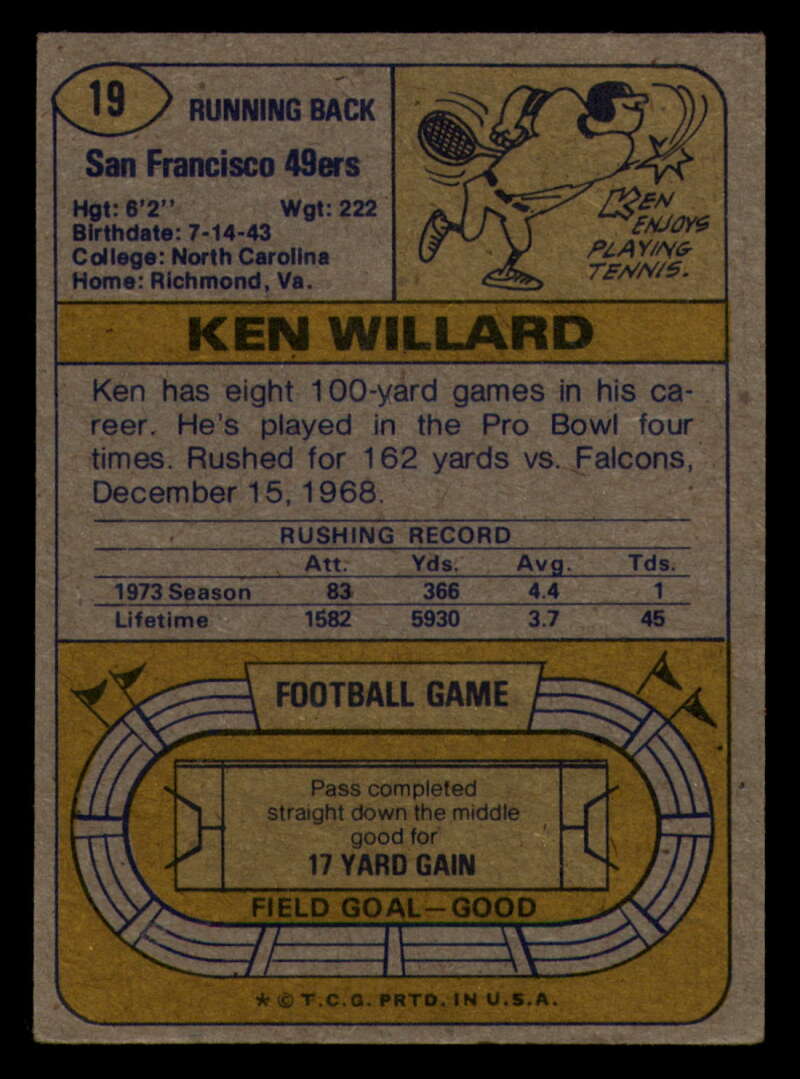 19
RUNNING BACK
San Francisco 49ers
Hgt: 6'2" Wgt: 222
Birthdate: 7-14-43
College: North Carolina
Home: Richmond, Va.
KEN
ENJOYS
PLAYING
TENNIS.
KEN WILLARD
Ken has eight 100-yard games in his ca-
reer. He's played in the Pro Bowl four
times. Rushed for 162 yards vs. Falcons,
December 15, 1968.
RUSHING RECORD
Att. Yds. Avg. Tds.
1973 Season 83 366 4.4 1
Lifetime 1582 5930 3.7 45
FOOTBALL GAME
Pass completed
straight down the middle
good for
17 YARD GAIN
FIELD GOAL—GOOD
* © T.C.G. PRTD. IN U.S.A.